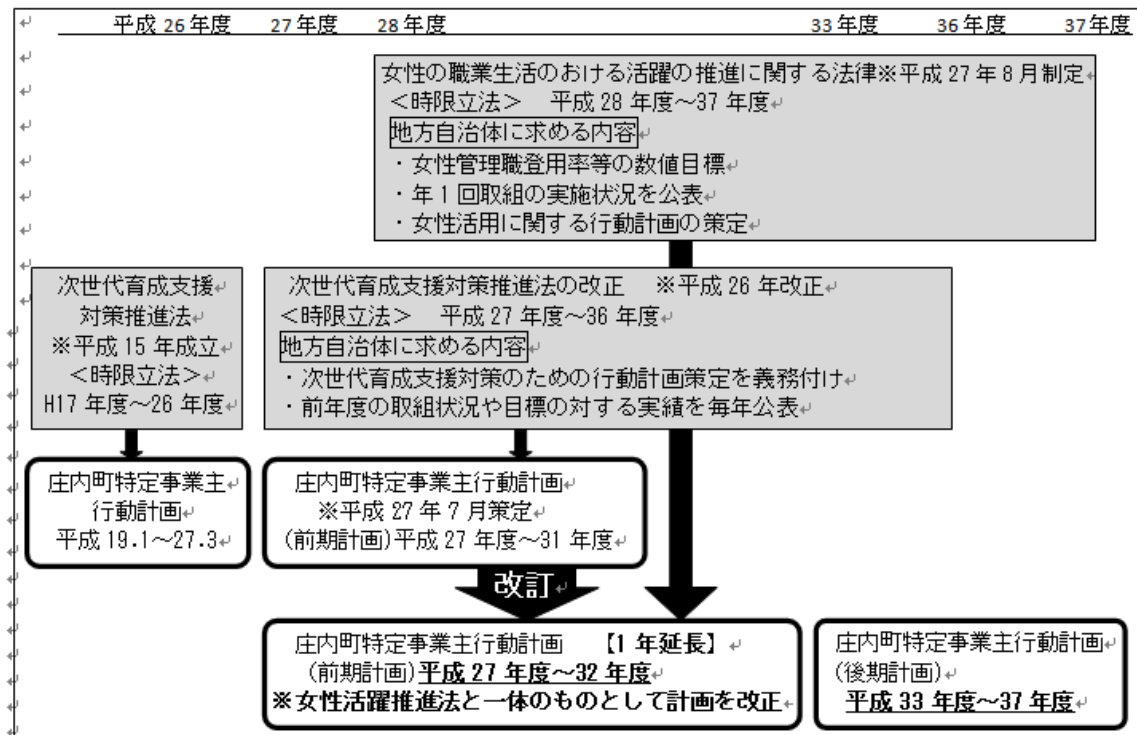 平成 26 年度 27 年度 28 年度 33 年度 36 年度 37 年度
女性の職業生活のおける活躍の推進に関する法律※平成 27 年 8 月制定
<時限立法> 平成 28 年度～37 年度
地方自治体に求める内容
・女性管理職登用率等の数値目標
・年１回取組の実施状況を公表
・女性活用に関する行動計画の策定
次世代育成支援
対策推進法
※平成 15 年成立
<時限立法>
H17 年度～26 年度
次世代育成支援対策推進法の改正 ※平成 26 年改正
<時限立法> 平成 27 年度～36 年度
地方自治体に求める内容
・次世代育成支援対策のための行動計画策定を義務付け
・前年度の取組状況や目標の対する実績を毎年公表
庄内町特定事業主
行動計画
平成 19.1～27.3
庄内町特定事業主行動計画
※平成 27 年 7 月策定
(前期計画)平成 27 年度～31 年度
改訂
庄内町特定事業主行動計画 【1 年延長】
(前期計画)平成 27 年度～32 年度
※女性活躍推進法と一体のものとして計画を改正
庄内町特定事業主行動計画
(後期計画)
平成 33 年度～37 年度